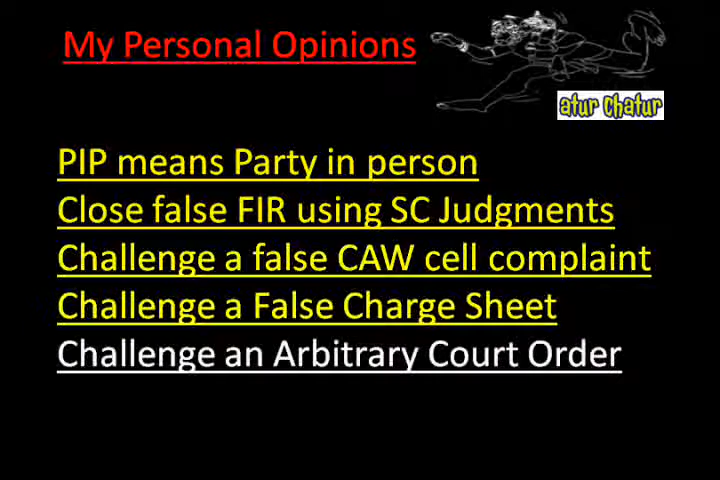 My Personal Opinions
atur chatur
PIP means Party in person
Close false FIR using SC Judgments
Challenge a false CAW cell complaint
Challenge a False Charge Sheet
Challenge an Arbitrary Court Order